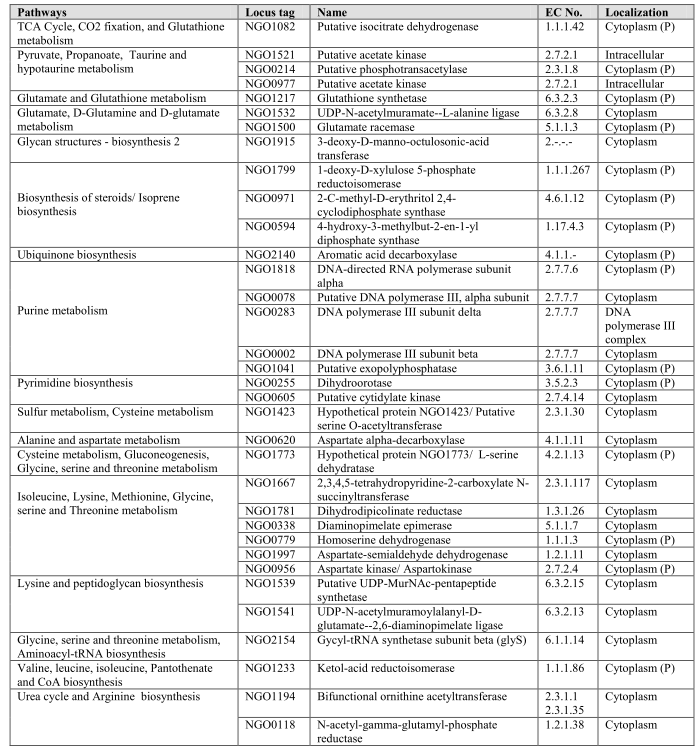 Pathways Locus tag Name EC No. Localization
TCA Cycle, CO2 fixation, and Glutathione metabolism NGO1082 Putative isocitrate dehydrogenase 1.1.1.42 Cytoplasm (P)
Pyruvate, Propanoate, Taurine and hypotaurine metabolism NGO1521 Putative acetate kinase 2.7.2.1 Intracellular
NGO0214 Putative phosphotransacetylase 2.3.1.8 Cytoplasm (P)
NGO0977 Putative acetate kinase 2.7.2.1 Intracellular
Glutamate and Glutathione metabolism NGO1217 Glutathione synthetase 6.3.2.3 Cytoplasm (P)
Glutamate, D-Glutamine and D-glutamate metabolism NGO1532 UDP-N-acetylmuramate--L-alanine ligase 6.3.2.8 Cytoplasm
NGO1500 Glutamate racemase 5.1.1.3 Cytoplasm (P)
Glycan structures - biosynthesis 2 NGO1915 3-deoxy-D-manno-octulosonic-acid transferase 2.-.-.- Cytoplasm
Biosynthesis of steroids/ Isoprene biosynthesis NGO1799 1-deoxy-D-xylulose 5-phosphate reductoisomerase 1.1.1.267 Cytoplasm (P)
NGO0971 2-C-methyl-D-erythritol 2,4-cyclodiphosphate synthase 4.6.1.12 Cytoplasm (P)
NGO0594 4-hydroxy-3-methylbut-2-en-1-yl diphosphate synthase 1.17.4.3 Cytoplasm (P)
Ubiquinone biosynthesis NGO2140 Aromatic acid decarboxylase 4.1.1.- Cytoplasm (P)
Purine metabolism NGO1818 DNA-directed RNA polymerase subunit alpha 2.7.7.6 Cytoplasm (P)
NGO0078 Putative DNA polymerase III, alpha subunit 2.7.7.7 Cytoplasm
NGO0283 DNA polymerase III subunit delta 2.7.7.7 DNA polymerase III complex
NGO0002 DNA polymerase III subunit beta 2.7.7.7 Cytoplasm
NGO1041 Putative exopolyphosphatase 3.6.1.11 Cytoplasm (P)
Pyrimidine biosynthesis NGO0255 Dihydroorotase 3.5.2.3 Cytoplasm (P)
NGO0605 Putative cytidylate kinase 2.7.4.14 Cytoplasm
Sulfur metabolism, Cysteine metabolism NGO1423 Hypothetical protein NGO1423/ Putative serine O-acetyltransferase 2.3.1.30 Cytoplasm
Alanine and aspartate metabolism NGO0620 Aspartate alpha-decarboxylase 4.1.1.11 Cytoplasm
Cysteine metabolism, Gluconeogenesis, Glycine, serine and threonine metabolism NGO1773 Hypothetical protein NGO1773/ L-serine dehydratase 4.2.1.13 Cytoplasm (P)
Isoleucine, Lysine, Methionine, Glycine, serine and Threonine metabolism NGO1667 2,3,4,5-tetrahydropyridine-2-carboxylate N-succinyltransferase 2.3.1.117 Cytoplasm
NGO1781 Dihydrodipicolinate reductase 1.3.1.26 Cytoplasm
NGO0338 Diaminopimelate epimerase 5.1.1.7 Cytoplasm
NGO0779 Homoserine dehydrogenase 1.1.1.3 Cytoplasm (P)
NGO1997 Aspartate-semialdehyde dehydrogenase 1.2.1.11 Cytoplasm
NGO0956 Aspartate kinase/ Aspartokinase 2.7.2.4 Cytoplasm (P)
Lysine and peptidoglycan biosynthesis NGO1539 Putative UDP-MurNAc-pentapeptide synthetase 6.3.2.15 Cytoplasm
NGO1541 UDP-N-acetylmuramoylalanyl-D-glutamate--2,6-diaminopimelate ligase 6.3.2.13 Cytoplasm
Glycine, serine and threonine metabolism, Aminoacyl-tRNA biosynthesis NGO2154 Gycyl-tRNA synthetase subunit beta (glyS) 6.1.1.14 Cytoplasm
Valine, leucine, isoleucine, Pantothenate and CoA biosynthesis NGO1233 Ketol-acid reductoisomerase 1.1.1.86 Cytoplasm (P)
Urea cycle and Arginine biosynthesis NGO1194 Bifunctional ornithine acetyltransferase 2.3.1.1 2.3.1.35 Cytoplasm
NGO0118 N-acetyl-gamma-glutamyl-phosphate reductase 1.2.1.38 Cytoplasm